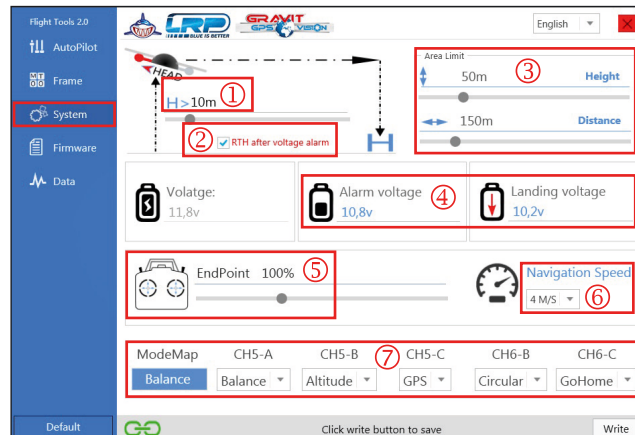 Flight Tools 2.0
AutoPilot
Frame
System
Firmware
Data
Default
LRP
BLUE IS BETTER
GRAVIT
GPS VISION
English
HEAD
H>10m
①
② RTH after voltage alarm
H
Area Limit
50m ③ Height
150m Distance
Volatge:
11,8v
Alarm voltage ④
10,8v
Landing voltage
10,2v
EndPoint 100% ⑤
Navigation Speed
4 M/S ⑥
ModeMap CH5-A CH5-B ⑦ CH5-C CH6-B CH6-C
Balance Balance Altitude GPS Circular GoHome
Click write button to save Write